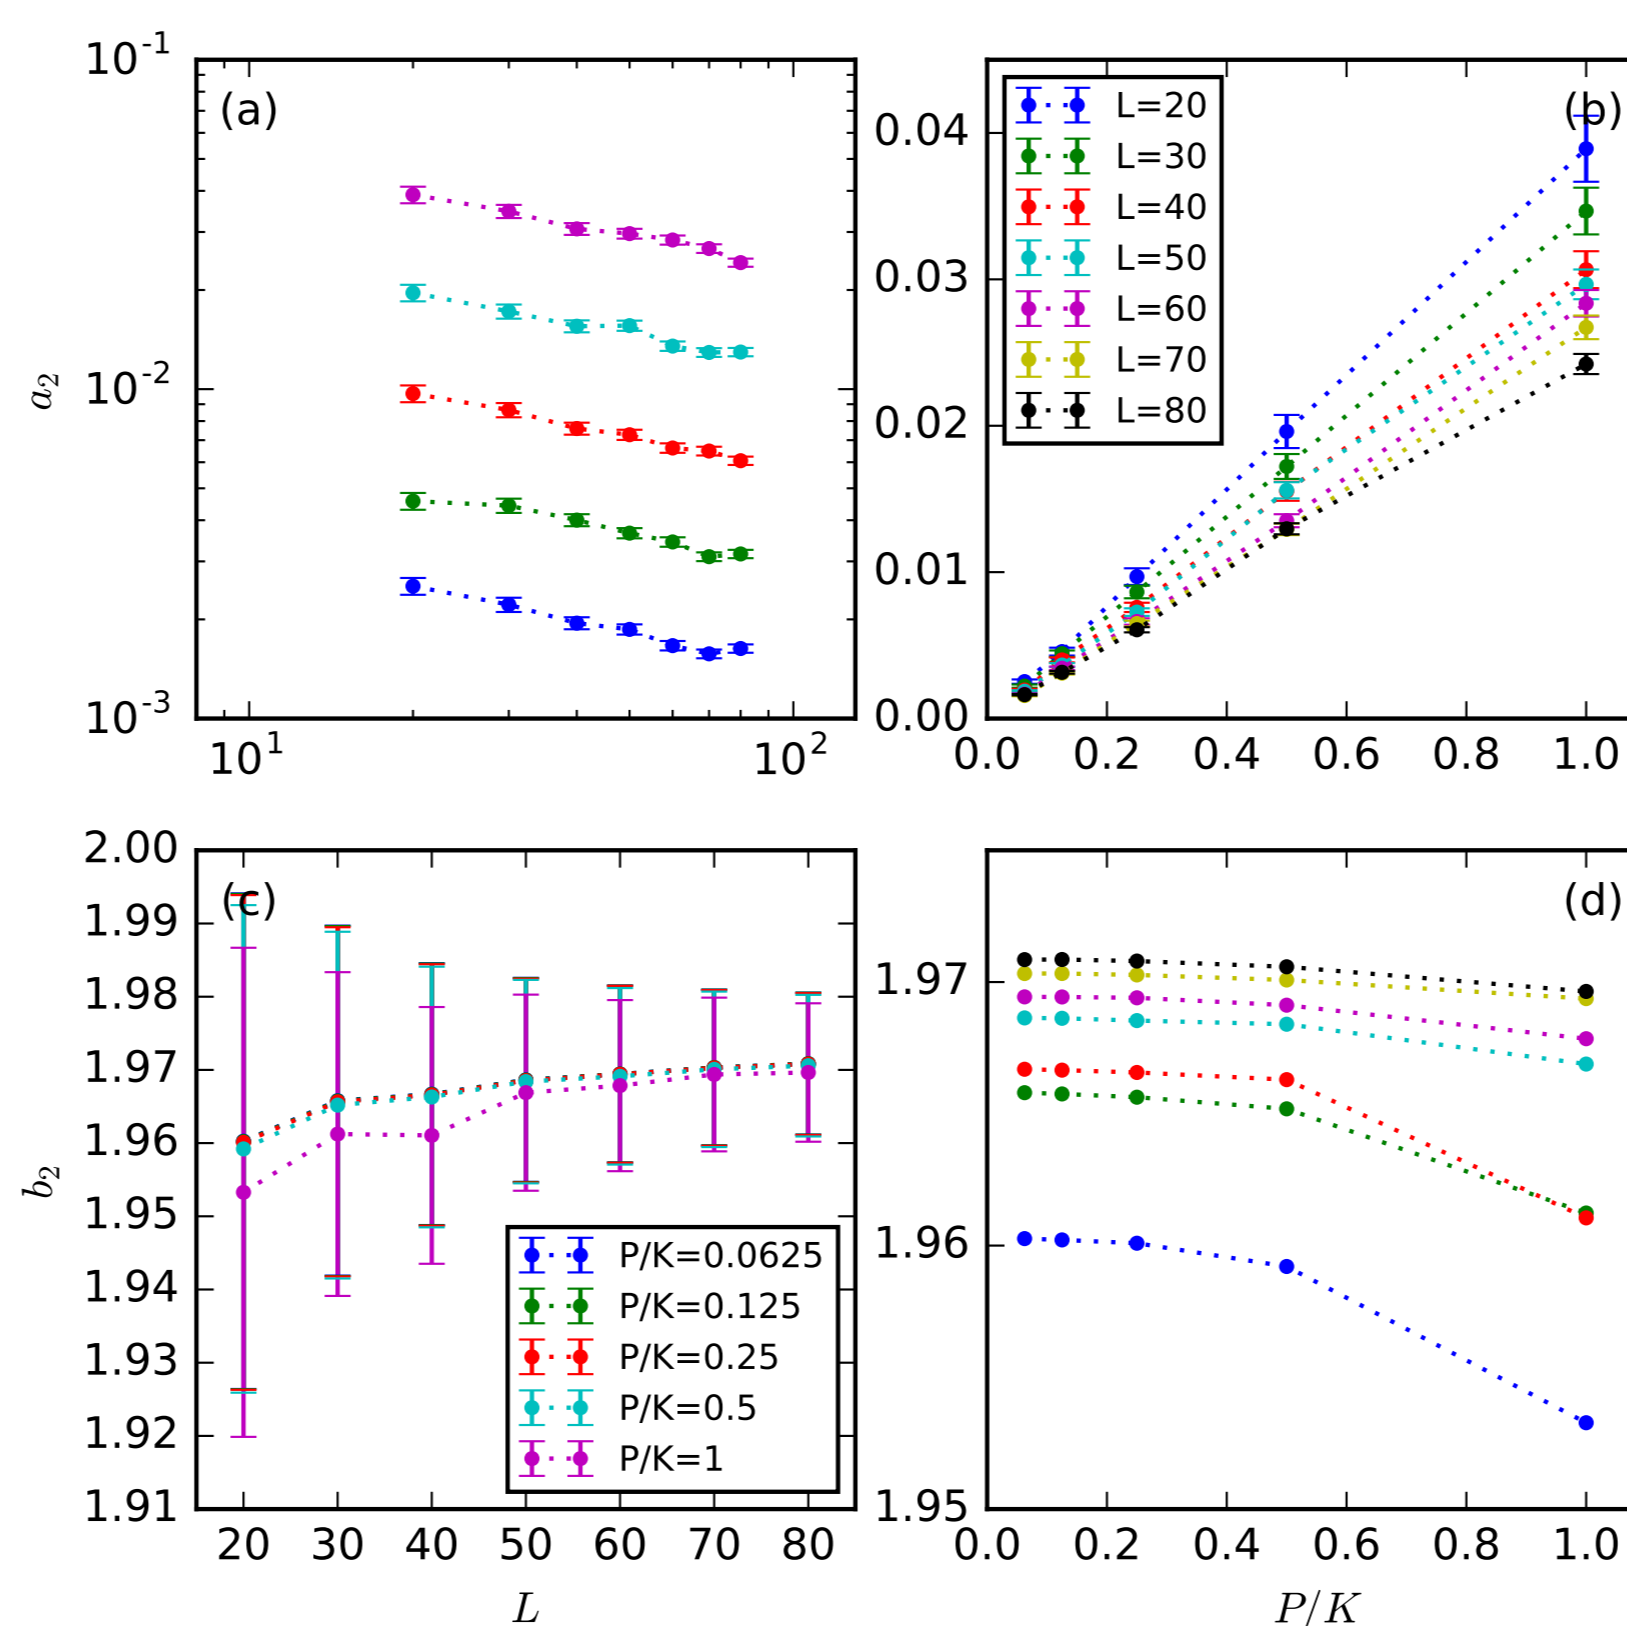 (a)
10^-1
10^-2
10^-3
a_2
10^1
10^2
(b)
L=20
L=30
L=40
L=50
L=60
L=70
L=80
0.04
0.03
0.02
0.01
0.00
0.0 0.2 0.4 0.6 0.8 1.0
(c)
2.00
1.99
1.98
1.97
1.96
1.95
1.94
1.93
1.92
1.91
b_2
P/K=0.0625
P/K=0.125
P/K=0.25
P/K=0.5
P/K=1
20 30 40 50 60 70 80
L
(d)
1.97
1.96
1.95
0.0 0.2 0.4 0.6 0.8 1.0
P/K